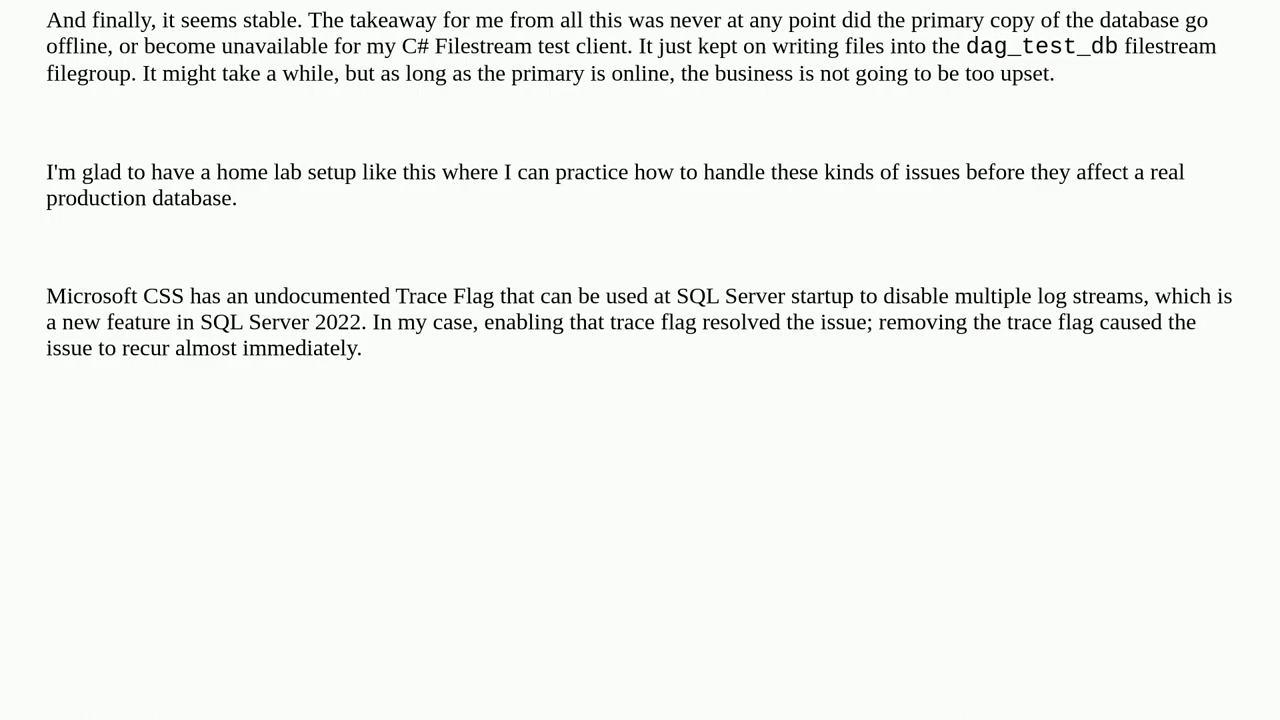 And finally, it seems stable. The takeaway for me from all this was never at any point did the primary copy of the database go
offline, or become unavailable for my C# Filestream test client. It just kept on writing files into the dag_test_db filestream
filegroup. It might take a while, but as long as the primary is online, the business is not going to be too upset.
I'm glad to have a home lab setup like this where I can practice how to handle these kinds of issues before they affect a real
production database.
Microsoft CSS has an undocumented Trace Flag that can be used at SQL Server startup to disable multiple log streams, which is
a new feature in SQL Server 2022. In my case, enabling that trace flag resolved the issue; removing the trace flag caused the
issue to recur almost immediately.